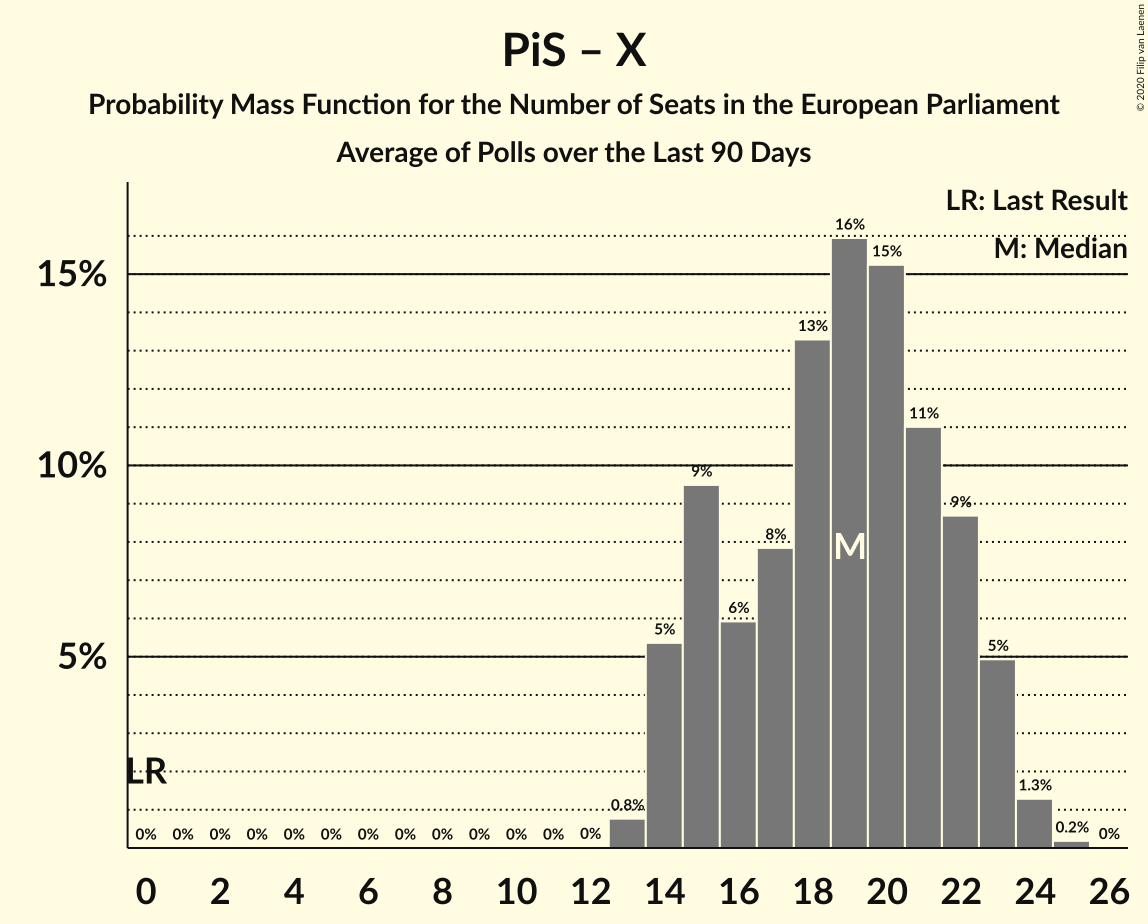 PiS – X
Probability Mass Function for the Number of Seats in the European Parliament
Average of Polls over the Last 90 Days
© 2020 Filip van Laenen
LR: Last Result
M: Median
15%
10%
5%
16%
15%
13%
11%
9%
9%
8%
6%
5%
5%
M
LR
0% 0% 0% 0% 0% 0% 0% 0% 0% 0% 0% 0% 0% 0.8% 1.3% 0.2% 0%
0 2 4 6 8 10 12 14 16 18 20 22 24 26